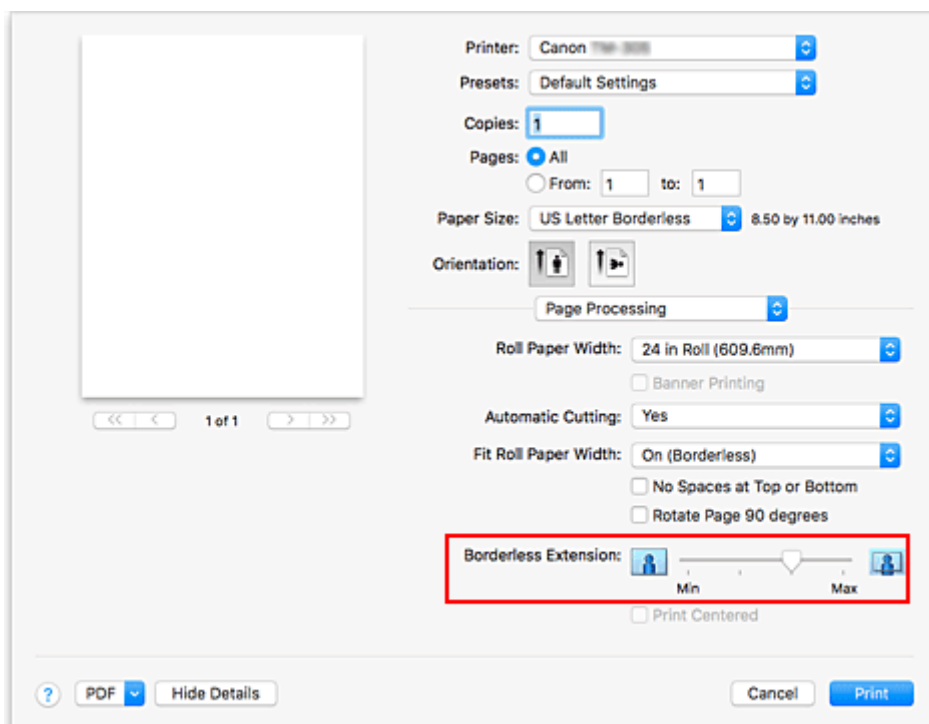 Printer: Canon
Presets: Default Settings
Copies: 1
Pages: All
From: 1 to: 1
Paper Size: US Letter Borderless 8.50 by 11.00 inches
Orientation:
Page Processing
Roll Paper Width: 24 in Roll (609.6mm)
Banner Printing
<< < 1 of 1 > >>
Automatic Cutting: Yes
Fit Roll Paper Width: On (Borderless)
No Spaces at Top or Bottom
Rotate Page 90 degrees
Borderless Extension:
Min Max
Print Centered
? PDF Hide Details Cancel Print